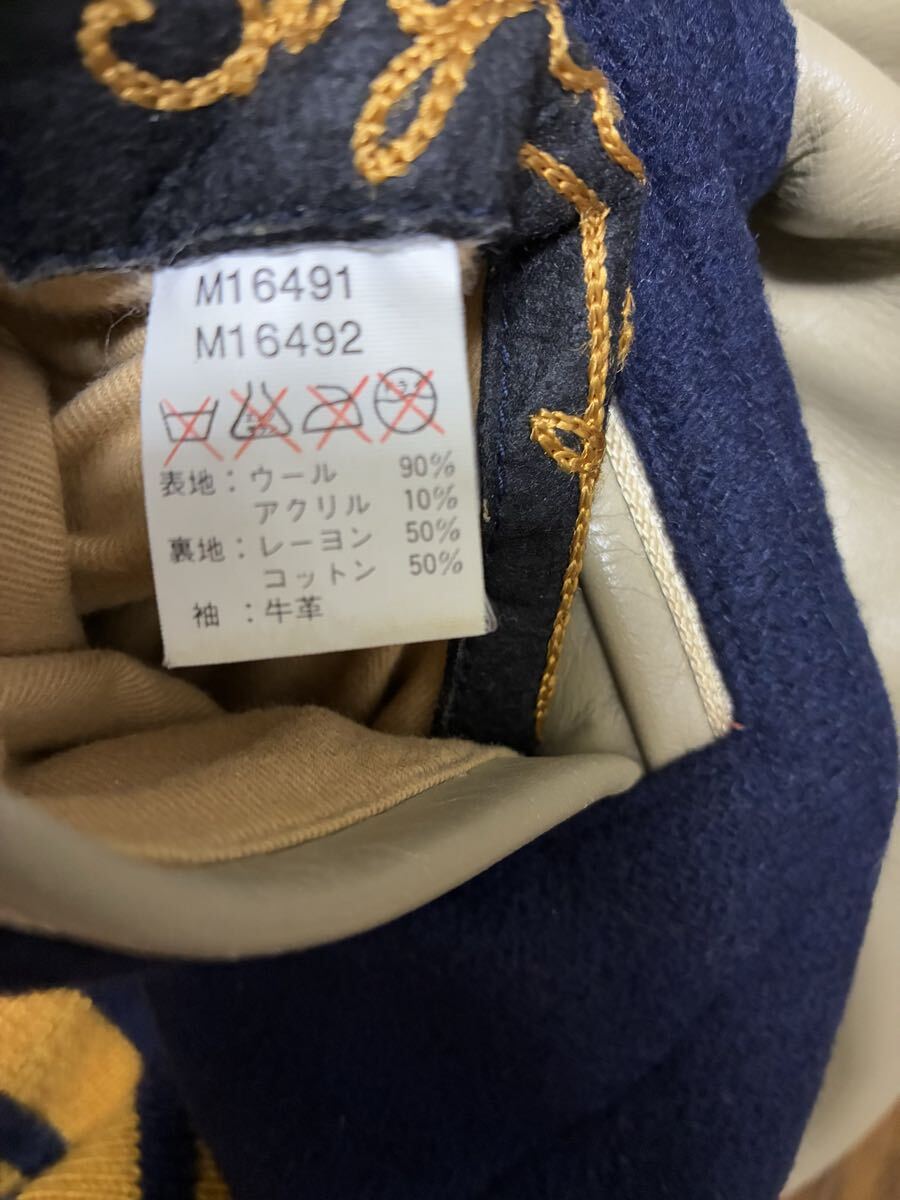 M16491
M16492
表地：ウール 90%
アクリル 10%
裏地：レーヨン 50%
コットン 50%
袖：牛革